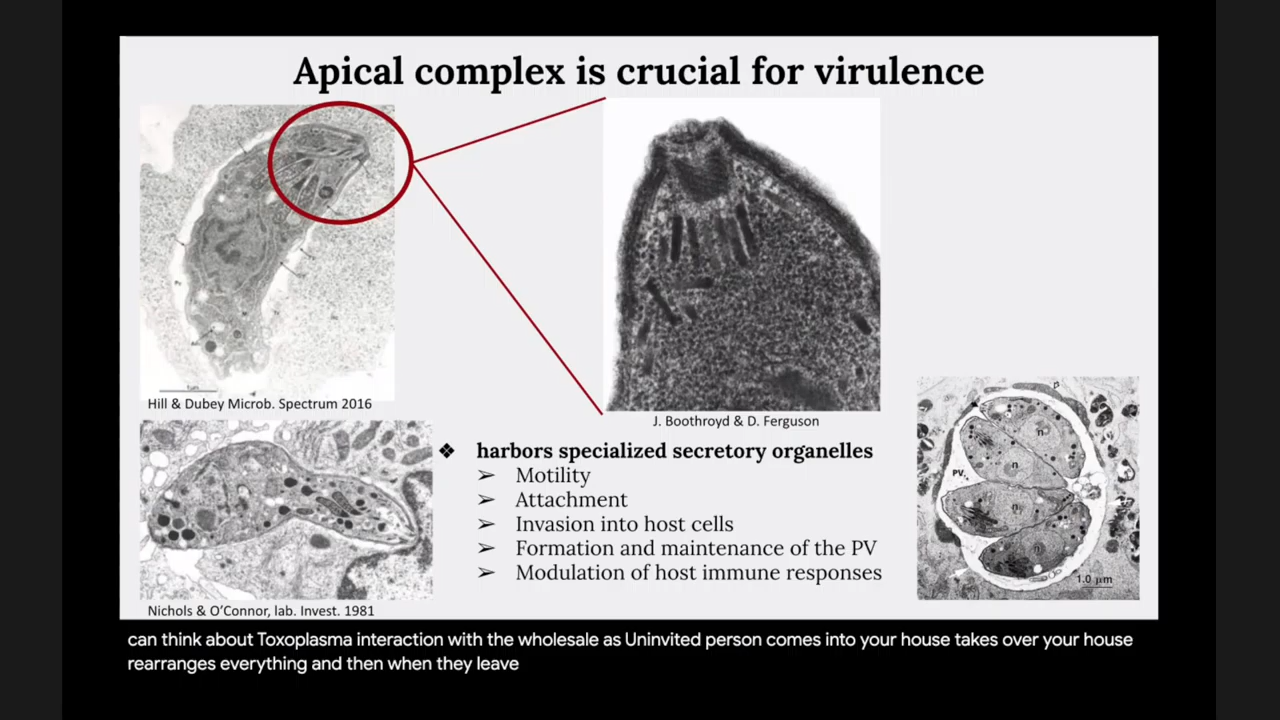 Apical complex is crucial for virulence
Hill & Dubey Microb. Spectrum 2016
J. Boothroyd & D. Ferguson
❖ harbors specialized secretory organelles
➢ Motility
➢ Attachment
➢ Invasion into host cells
➢ Formation and maintenance of the PV
➢ Modulation of host immune responses
Nichols & O'Connor, lab. Invest. 1981
P
n
PV
n
n
1.0 μm
can think about Toxoplasma interaction with the wholesale as Uninvited person comes into your house takes over your house
rearranges everything and then when they leave